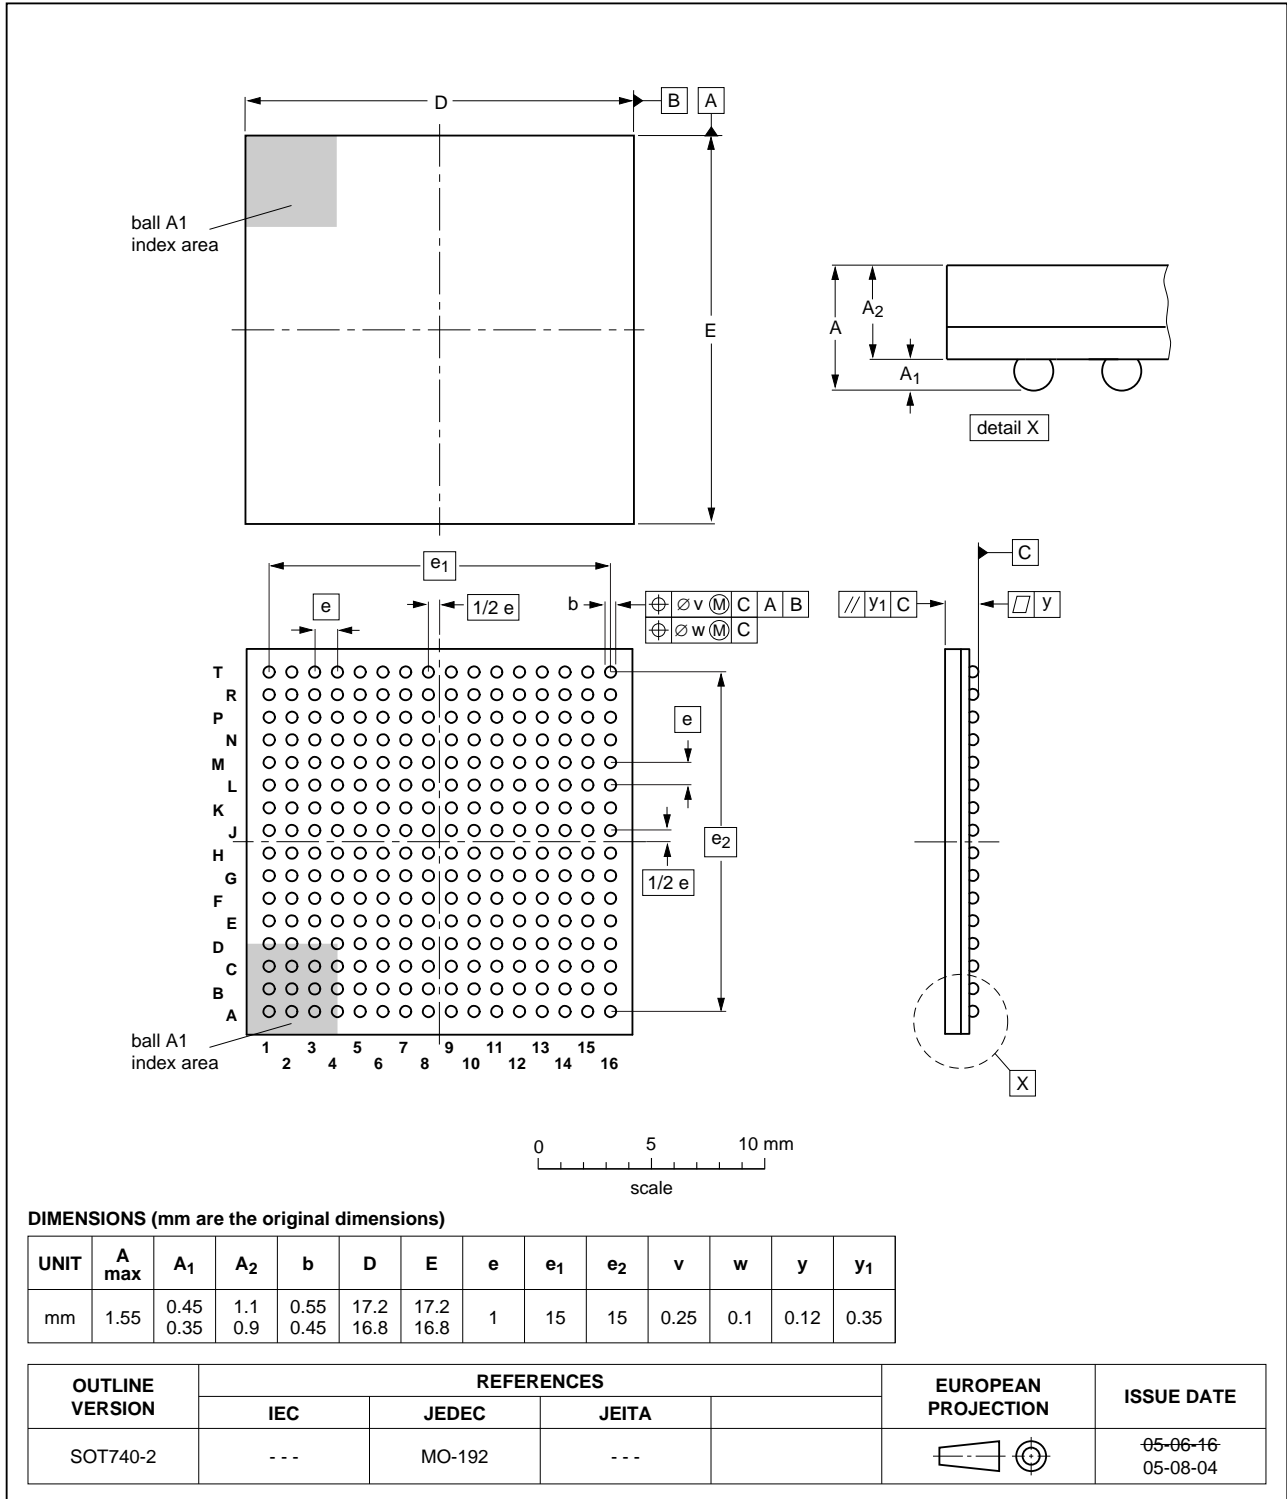 D
B
A
ball A1
index area
E
A
A2
A1
detail X
e1
e
1/2 e
b
⌖ ⌀ v Ⓜ C A B
⌖ ⌀ w Ⓜ C
// y1 C
C
⏥ y
T
R
P
N
M
L
K
J
H
G
F
E
D
C
B
A
e
e2
1/2 e
ball A1
index area
1 3 5 7 9 11 13 15
2 4 6 8 10 12 14 16
X
0 5 10 mm
scale
DIMENSIONS (mm are the original dimensions)
UNIT A max A1 A2 b D E e e1 e2 v w y y1
mm 1.55 0.45 0.35 1.1 0.9 0.55 0.45 17.2 16.8 17.2 16.8 1 15 15 0.25 0.1 0.12 0.35
OUTLINE VERSION
REFERENCES
IEC JEDEC JEITA
EUROPEAN PROJECTION
ISSUE DATE
SOT740-2 - - - MO-192 - - -
05-06-16
05-08-04